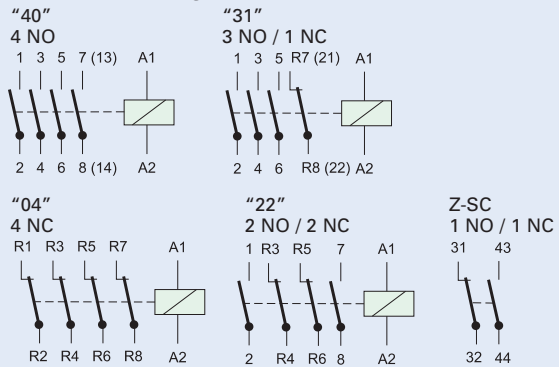 "40"
4 NO
1 3 5 7 (13) A1
2 4 6 8 (14) A2
"31"
3 NO / 1 NC
1 3 5 R7 (21) A1
2 4 6 R8 (22) A2
"04"
4 NC
R1 R3 R5 R7 A1
R2 R4 R6 R8 A2
"22"
2 NO / 2 NC
1 R3 R5 7 A1
2 R4 R6 8 A2
Z-SC
1 NO / 1 NC
31 43
32 44